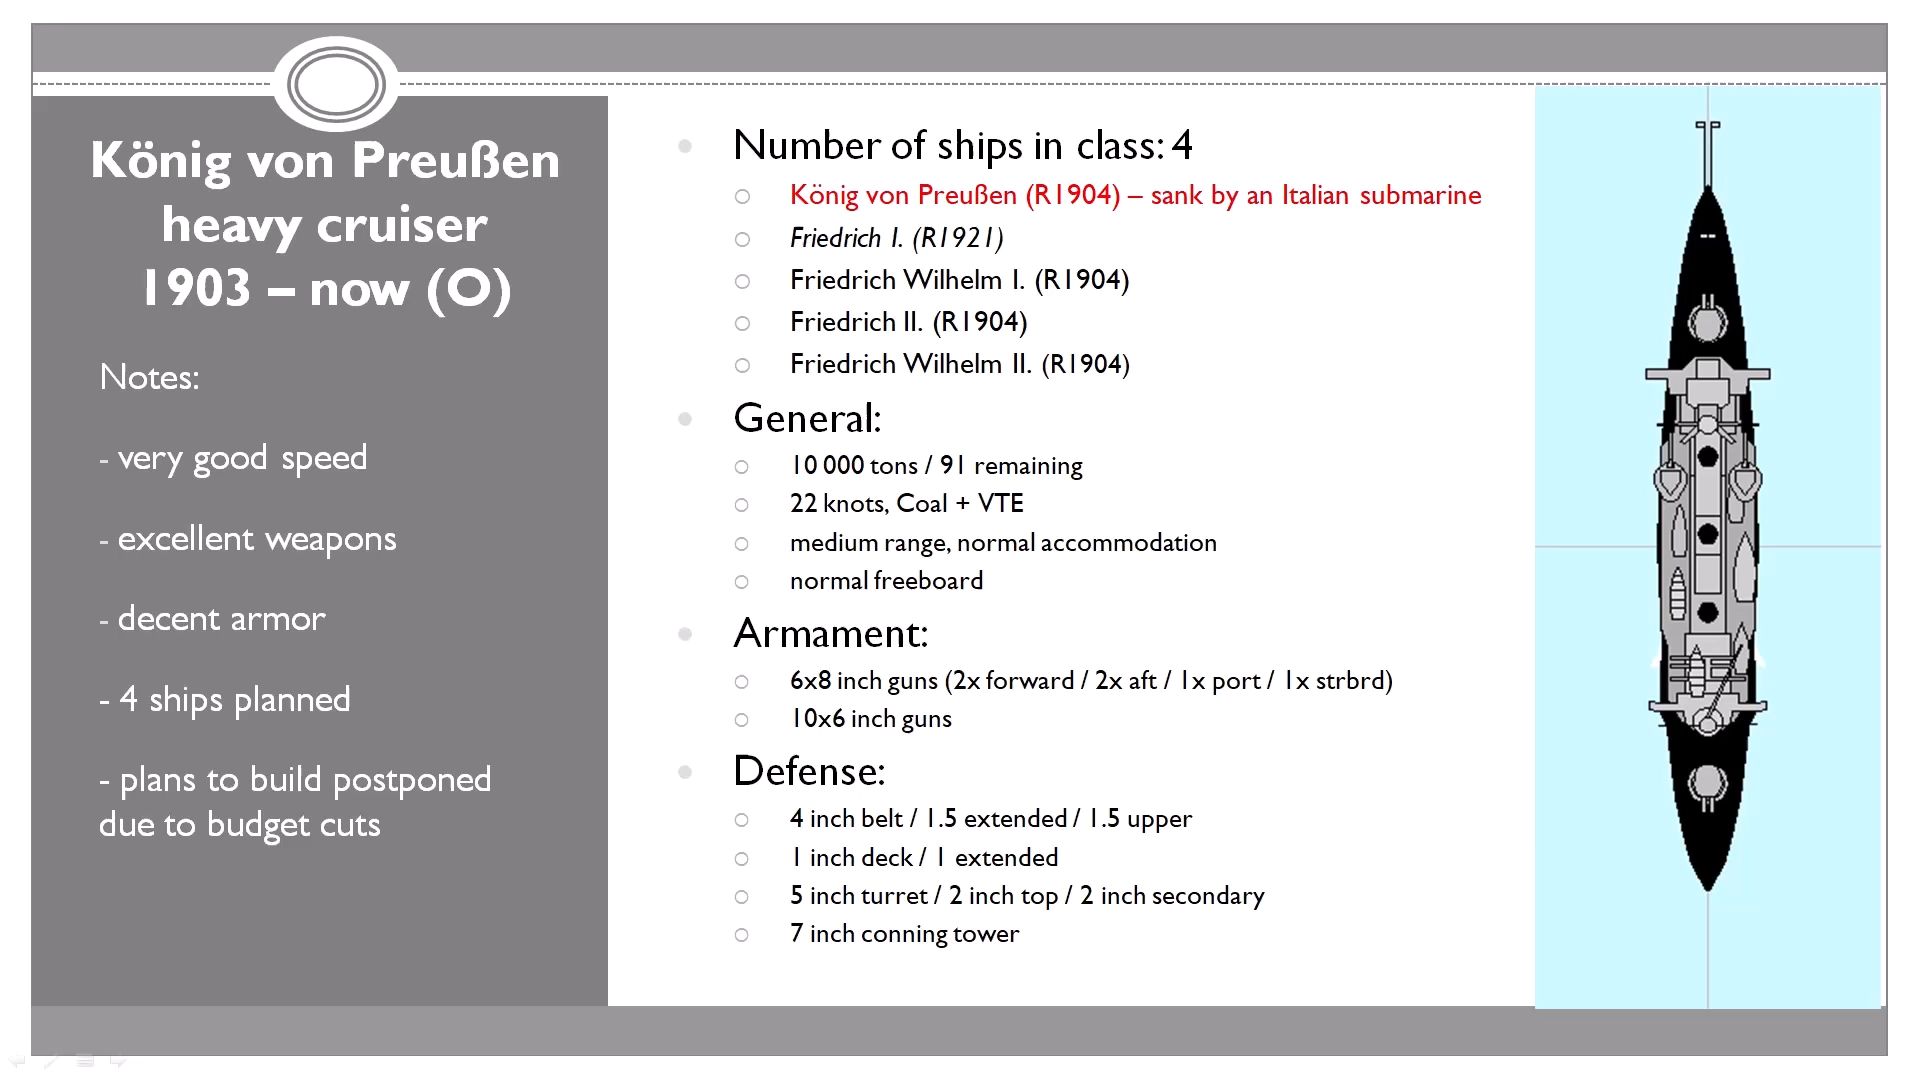 König von Preußen
heavy cruiser
1903 – now (O)
Notes:
- very good speed
- excellent weapons
- decent armor
- 4 ships planned
- plans to build postponed
due to budget cuts
Number of ships in class: 4
König von Preußen (R1904) – sank by an Italian submarine
Friedrich I. (R1921)
Friedrich Wilhelm I. (R1904)
Friedrich II. (R1904)
Friedrich Wilhelm II. (R1904)
General:
10 000 tons / 91 remaining
22 knots, Coal + VTE
medium range, normal accommodation
normal freeboard
Armament:
6x8 inch guns (2x forward / 2x aft / 1x port / 1x strbrd)
10x6 inch guns
Defense:
4 inch belt / 1.5 extended / 1.5 upper
1 inch deck / 1 extended
5 inch turret / 2 inch top / 2 inch secondary
7 inch conning tower